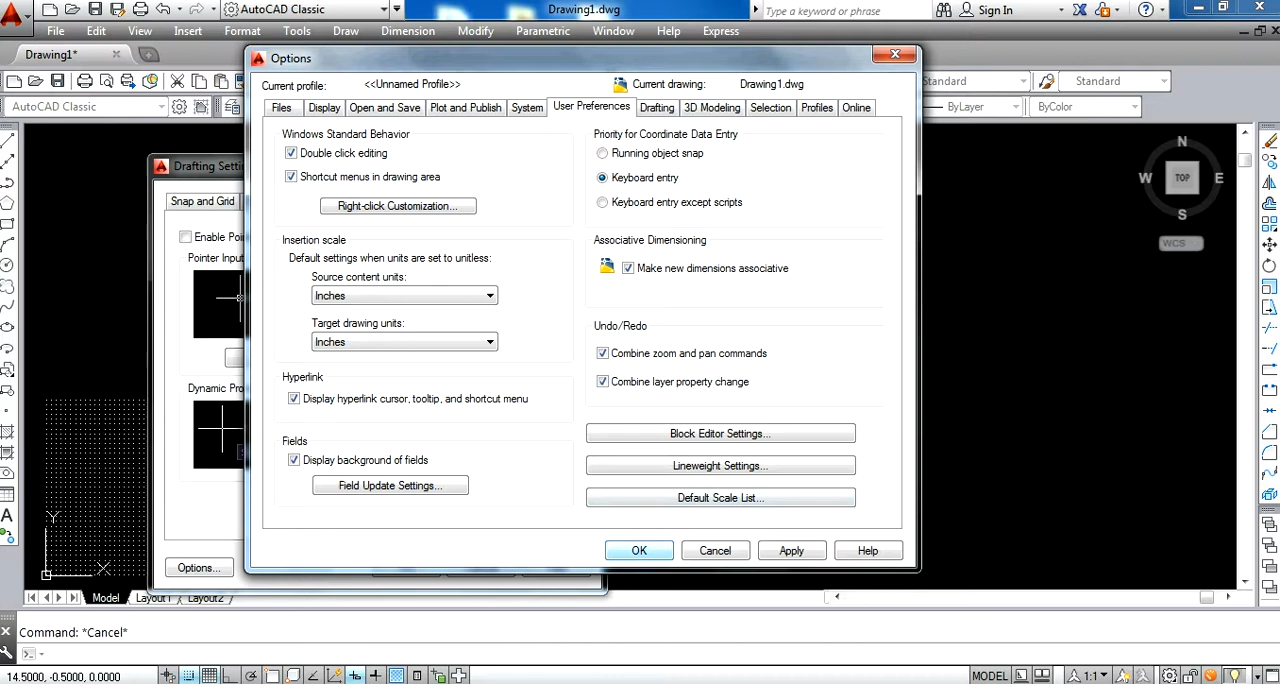 AutoCAD Classic
Drawing1.dwg
Type a keyword or phrase
Sign In
File Edit View Insert Format Tools Draw Dimension Modify Parametric Window Help Express
Drawing1*
Options
Current profile: <<Unnamed Profile>> Current drawing: Drawing1.dwg
Standard Standard
AutoCAD Classic
ByLayer ByColor
Files Display Open and Save Plot and Publish System User Preferences Drafting 3D Modeling Selection Profiles Online
Windows Standard Behavior
Double click editing
Shortcut menus in drawing area
Right-click Customization...
Insertion scale
Default settings when units are set to unitless:
Source content units:
Inches
Target drawing units:
Inches
Hyperlink
Display hyperlink cursor, tooltip, and shortcut menu
Fields
Display background of fields
Field Update Settings...
Priority for Coordinate Data Entry
Running object snap
Keyboard entry
Keyboard entry except scripts
Associative Dimensioning
Make new dimensions associative
Undo/Redo
Combine zoom and pan commands
Combine layer property change
Block Editor Settings...
Lineweight Settings...
Default Scale List...
OK Cancel Apply Help
Drafting
Snap and Grid
Enable
Pointer
Dynamic
Options...
N
W TOP E
S
WCS
Y
X
Model Layout1 Layout2
Command: *Cancel*
14.5000, -0.5000, 0.0000
MODEL
1:1